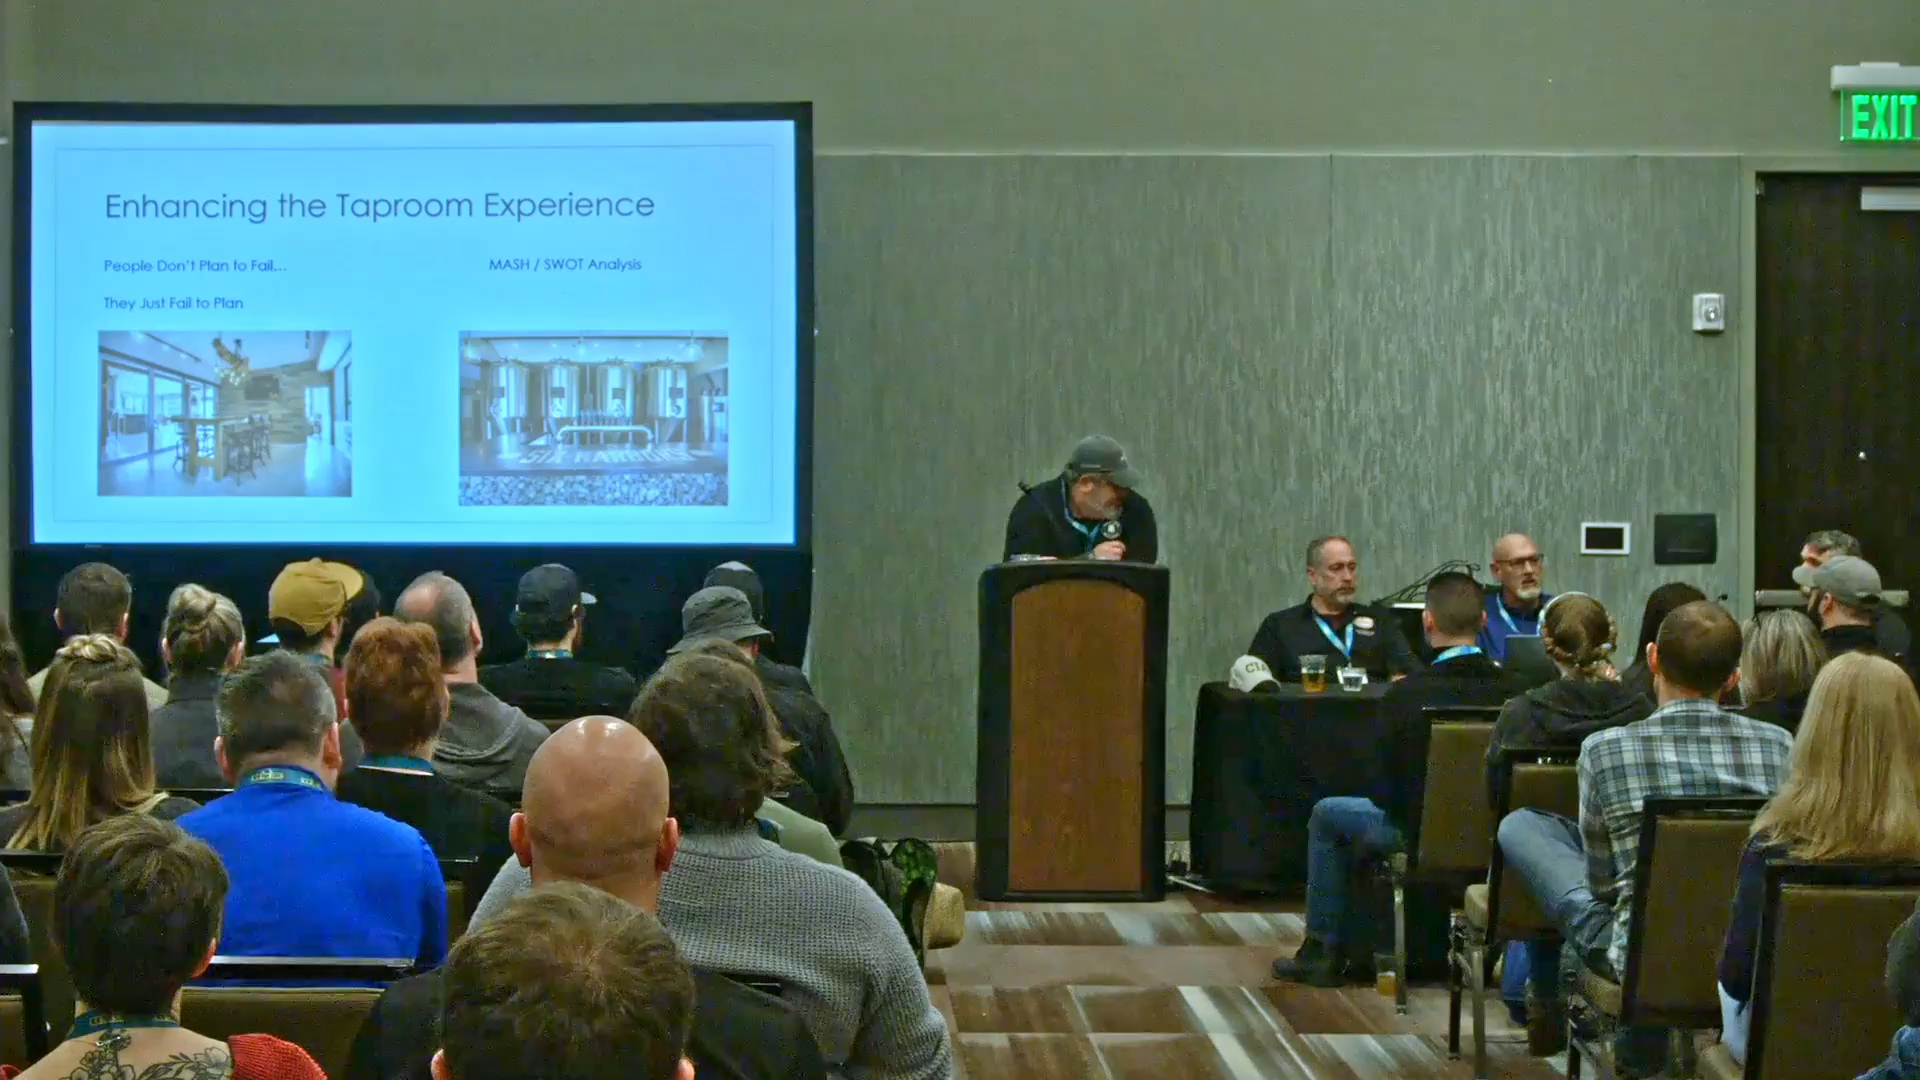 Enhancing the Taproom Experience
People Don't Plan to Fail...
MASH / SWOT Analysis
They Just Fail to Plan
EXIT